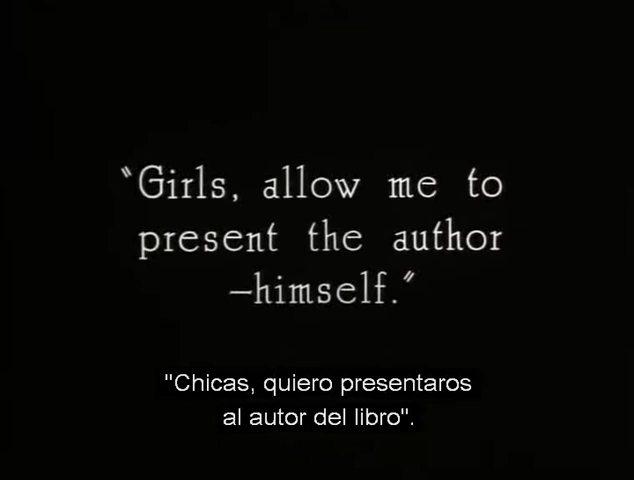 "Girls, allow me to
present the author
—himself."
"Chicas, quiero presentaros
al autor del libro".